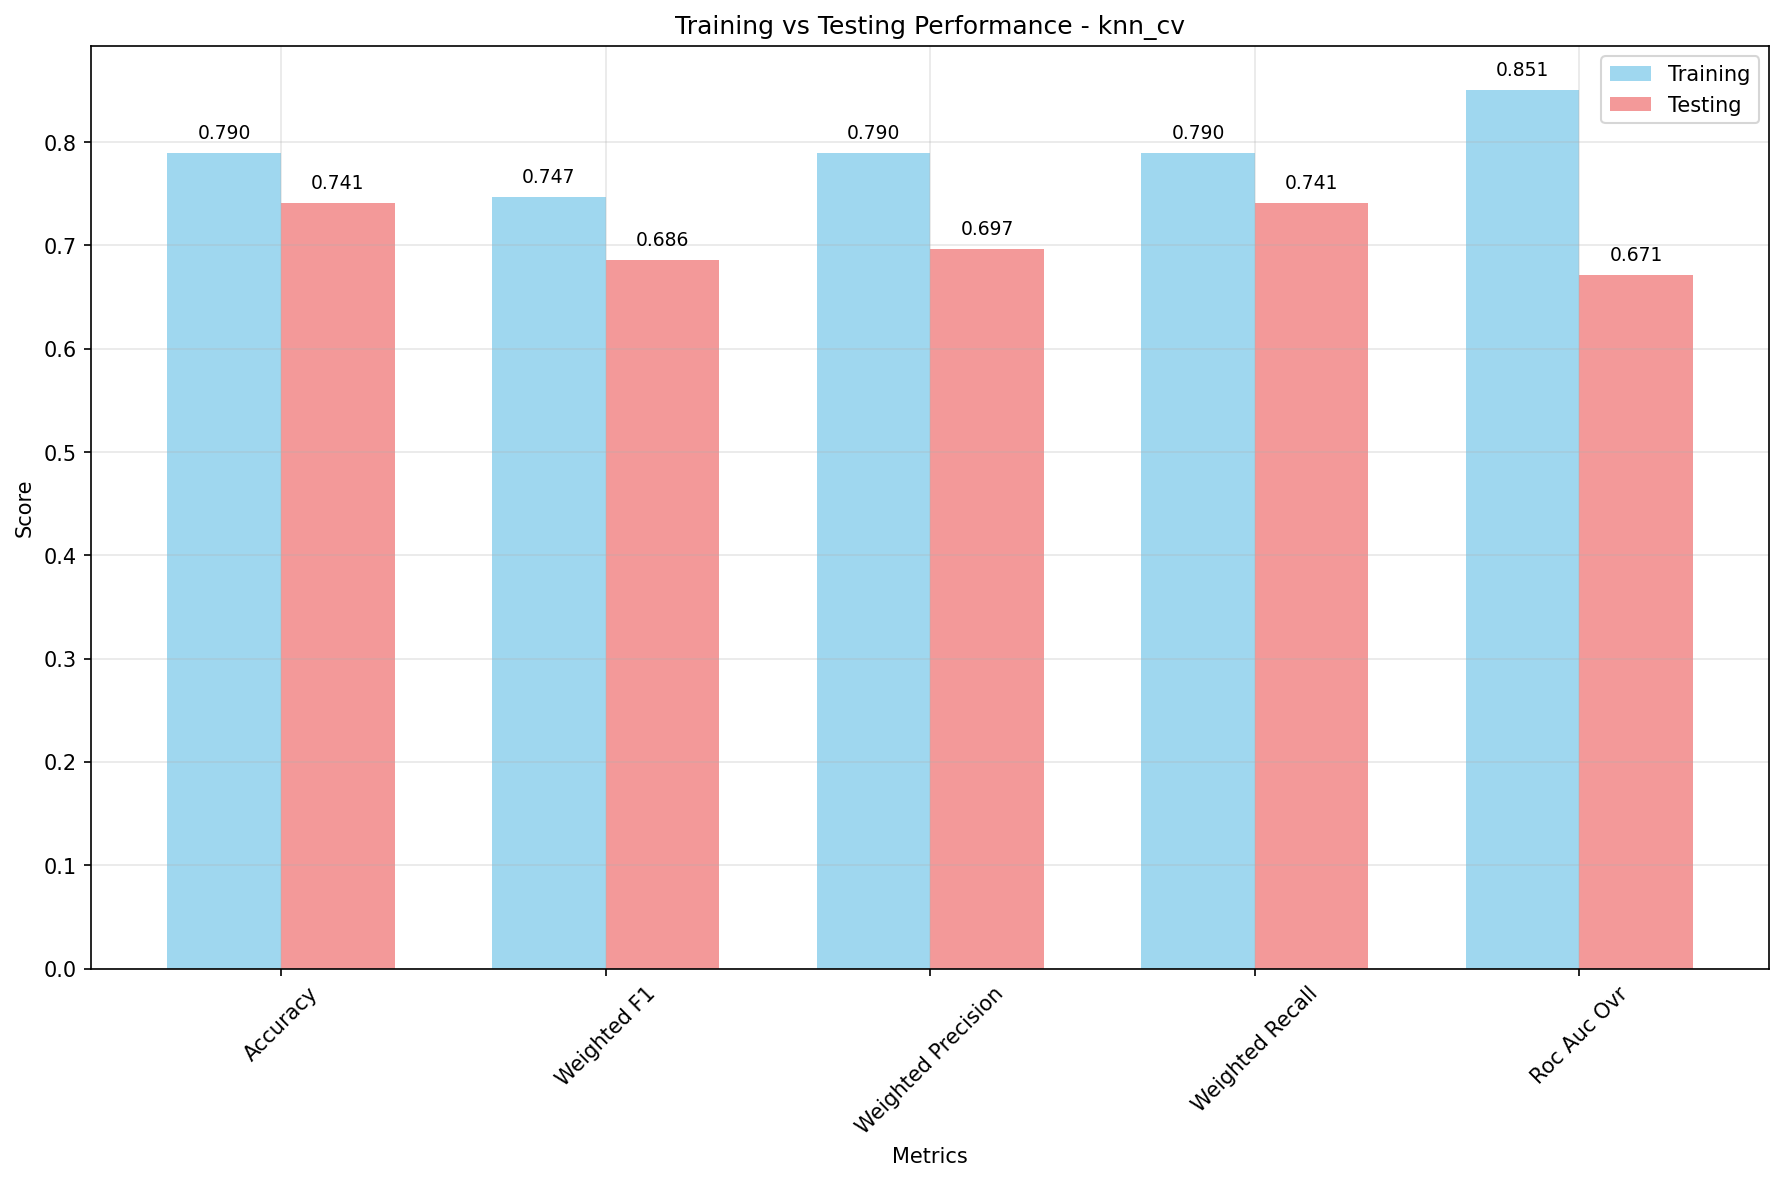 Training vs Testing Performance - knn_cv
Training
Testing
0.851
0.790
0.790
0.790
0.741
0.747
0.741
0.697
0.686
0.671
Score
0.8
0.7
0.6
0.5
0.4
0.3
0.2
0.1
0.0
Accuracy
Weighted F1
Weighted Precision
Weighted Recall
Roc Auc Ovr
Metrics